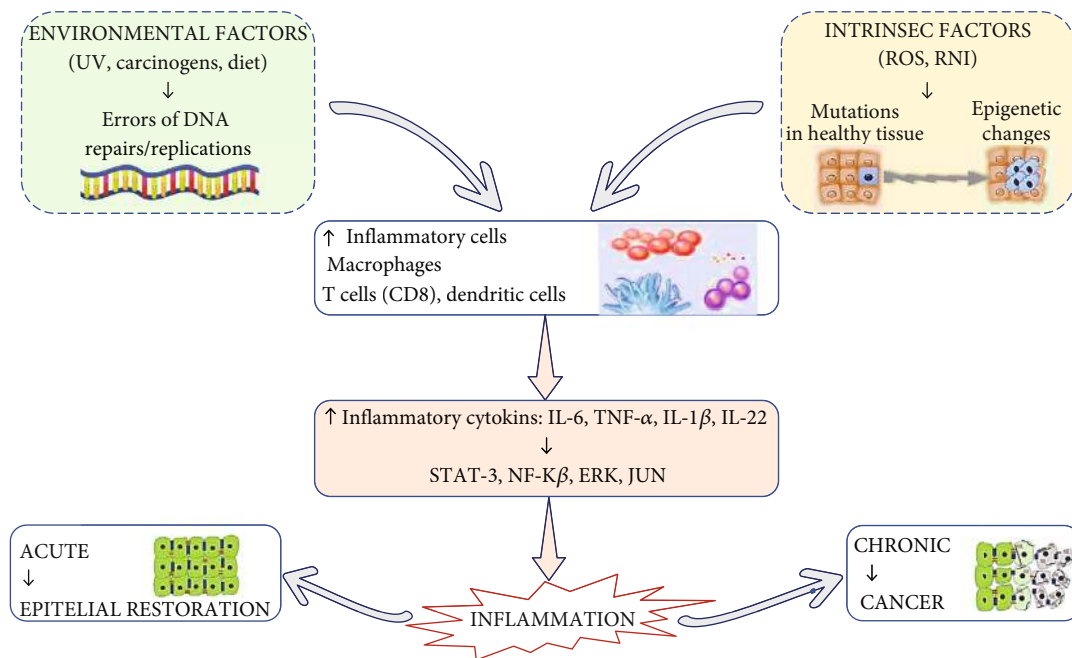 ENVIRONMENTAL FACTORS
(UV, carcinogens, diet)
↓
Errors of DNA
repairs/replications
INTRINSEC FACTORS
(ROS, RNI)
↓
Mutations
in healthy tissue
Epigenetic
changes
↑ Inflammatory cells
Macrophages
T cells (CD8), dendritic cells
↑ Inflammatory cytokins: IL-6, TNF-α, IL-1β, IL-22
↓
STAT-3, NF-Kβ, ERK, JUN
ACUTE
↓
EPITELIAL RESTORATION
INFLAMMATION
CHRONIC
↓
CANCER